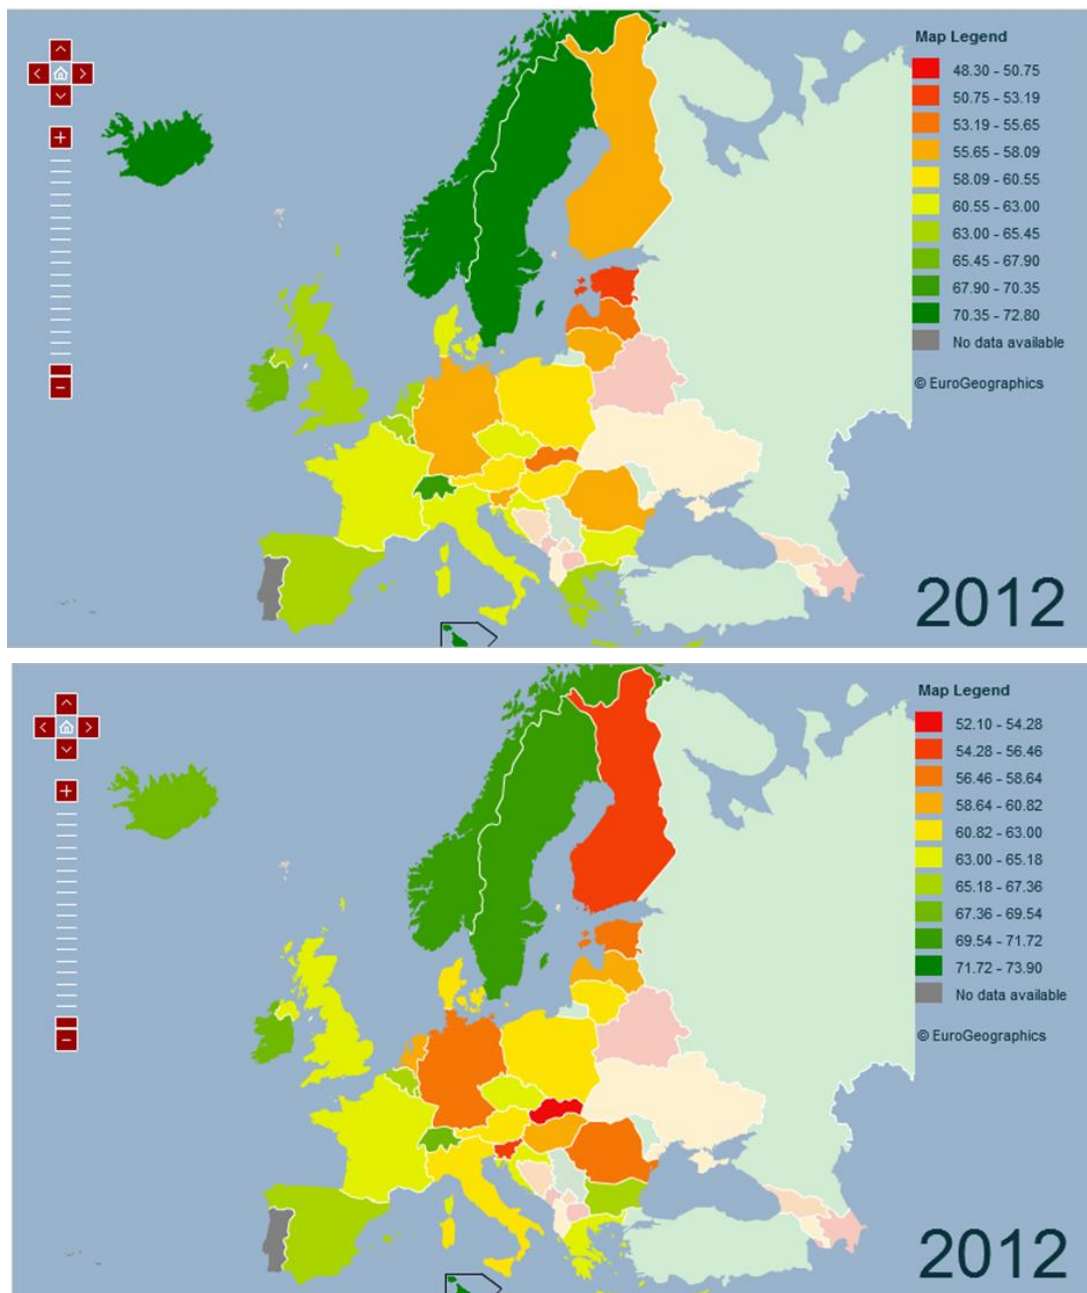 Map Legend
48.30 - 50.75
50.75 - 53.19
53.19 - 55.65
55.65 - 58.09
58.09 - 60.55
60.55 - 63.00
63.00 - 65.45
65.45 - 67.90
67.90 - 70.35
70.35 - 72.80
No data available
© EuroGeographics
2012
Map Legend
52.10 - 54.28
54.28 - 56.46
56.46 - 58.64
58.64 - 60.82
60.82 - 63.00
63.00 - 65.18
65.18 - 67.36
67.36 - 69.54
69.54 - 71.72
71.72 - 73.90
No data available
© EuroGeographics
2012